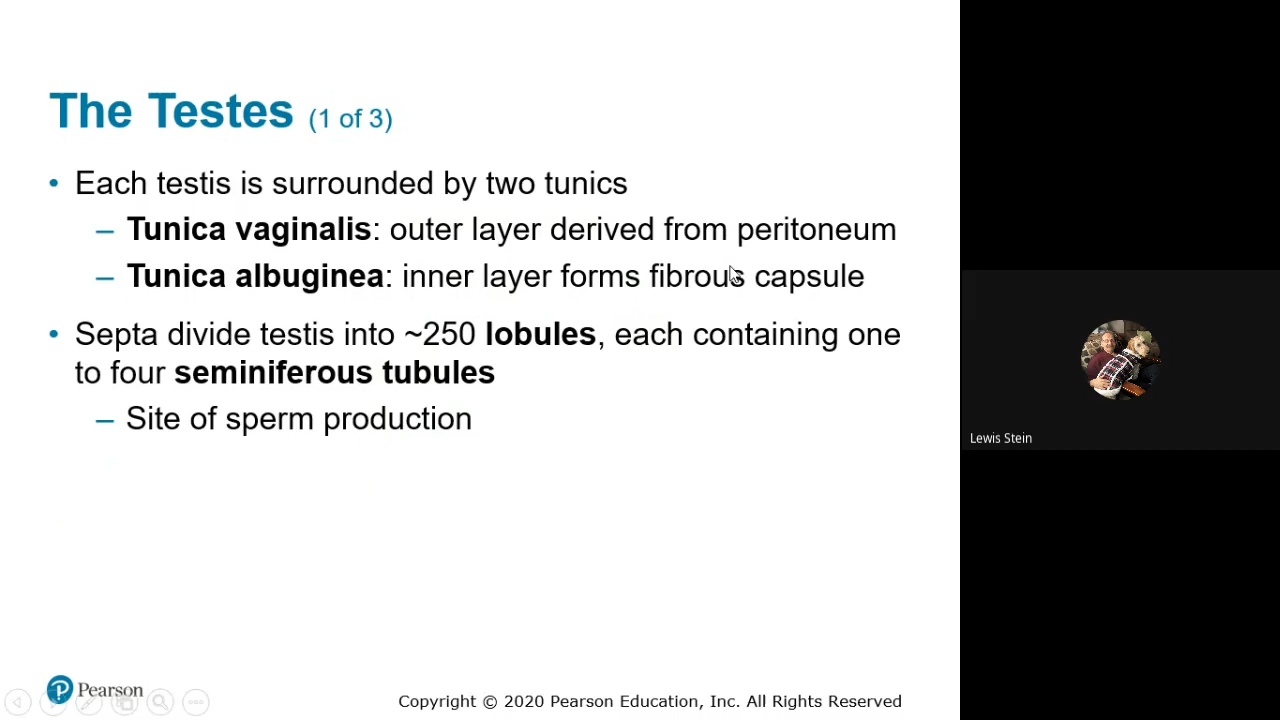 The Testes (1 of 3)
• Each testis is surrounded by two tunics
– Tunica vaginalis: outer layer derived from peritoneum
– Tunica albuginea: inner layer forms fibrous capsule
• Septa divide testis into ~250 lobules, each containing one
to four seminiferous tubules
– Site of sperm production
Lewis Stein
Pearson
Copyright © 2020 Pearson Education, Inc. All Rights Reserved